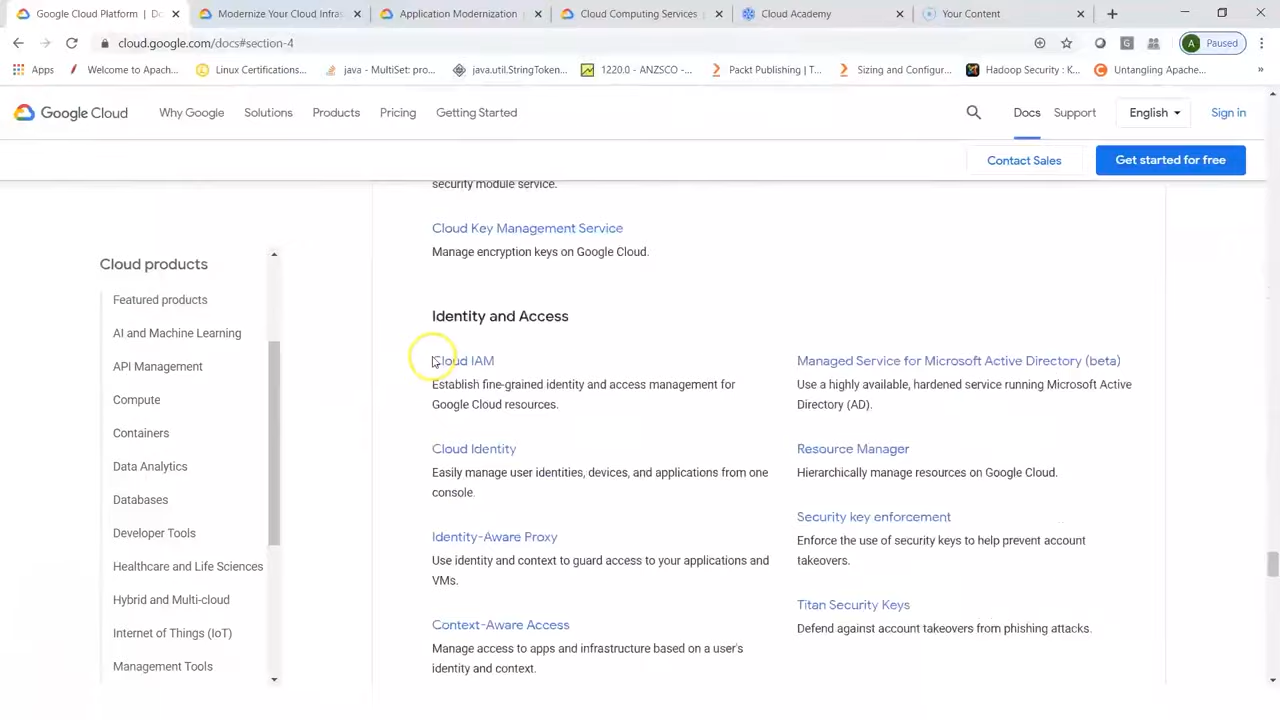 Google Cloud Platform | Do
Modernize Your Cloud Infras
Application Modernization
Cloud Computing Services
Cloud Academy
Your Content
cloud.google.com/docs#section-4
G
A
Paused
Apps
Welcome to Apach...
Linux Certifications...
java - MultiSet: pro...
java.util.StringToken...
1220.0 - ANZSCO -...
Packt Publishing | T...
Sizing and Configur...
Hadoop Security : K...
Untangling Apache...
»
Google Cloud
Why Google
Solutions
Products
Pricing
Getting Started
Docs
Support
English
Sign in
Contact Sales
Get started for free
Cloud products
Featured products
AI and Machine Learning
API Management
Compute
Containers
Data Analytics
Databases
Developer Tools
Healthcare and Life Sciences
Hybrid and Multi-cloud
Internet of Things (IoT)
Management Tools
security module service.
Cloud Key Management Service
Manage encryption keys on Google Cloud.
Identity and Access
Cloud IAM
Establish fine-grained identity and access management for
Google Cloud resources.
Cloud Identity
Easily manage user identities, devices, and applications from one
console.
Identity-Aware Proxy
Use identity and context to guard access to your applications and
VMs.
Context-Aware Access
Manage access to apps and infrastructure based on a user's
identity and context.
Managed Service for Microsoft Active Directory (beta)
Use a highly available, hardened service running Microsoft Active
Directory (AD).
Resource Manager
Hierarchically manage resources on Google Cloud.
Security key enforcement
Enforce the use of security keys to help prevent account
takeovers.
Titan Security Keys
Defend against account takeovers from phishing attacks.